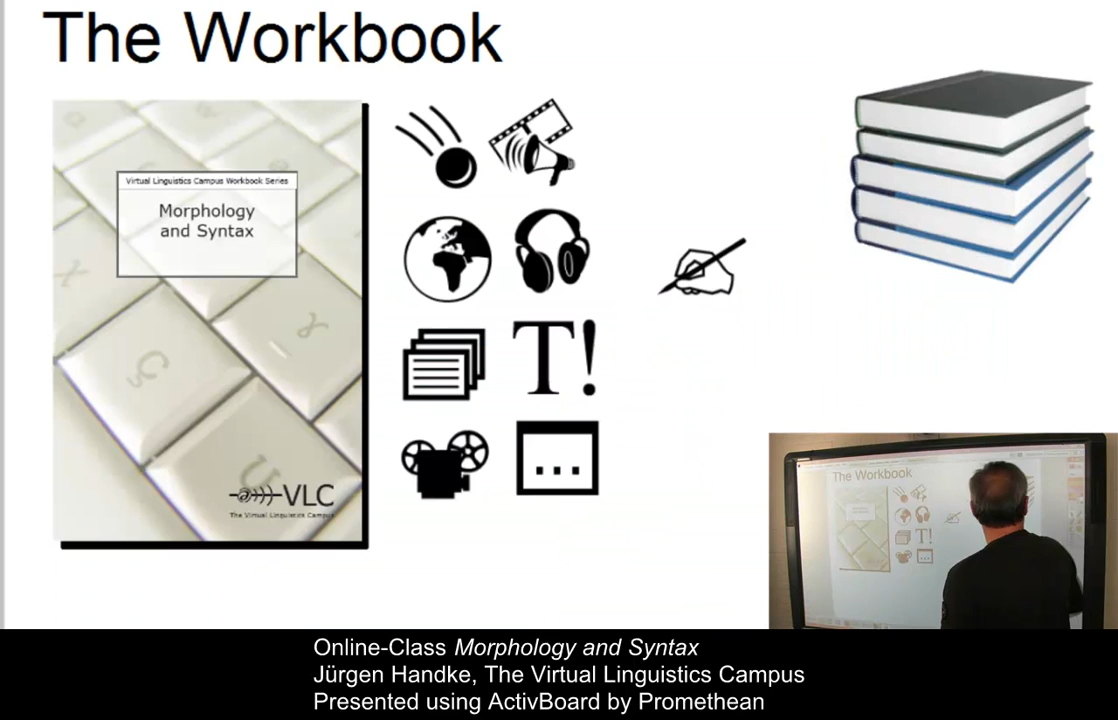 The Workbook
Virtual Linguistics Campus Workbook Series
Morphology
and Syntax
T!
...
VLC
The Virtual Linguistics Campus
The Workbook
T!
Online-Class Morphology and Syntax
Jürgen Handke, The Virtual Linguistics Campus
Presented using ActivBoard by Promethean